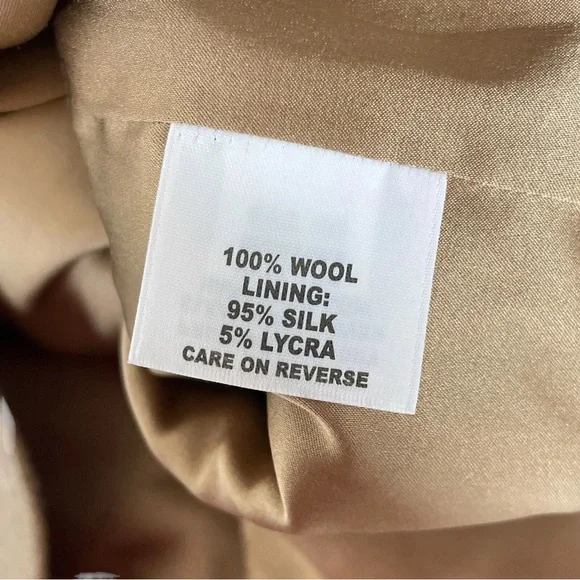 100% WOOL
LINING:
95% SILK
5% LYCRA
CARE ON REVERSE